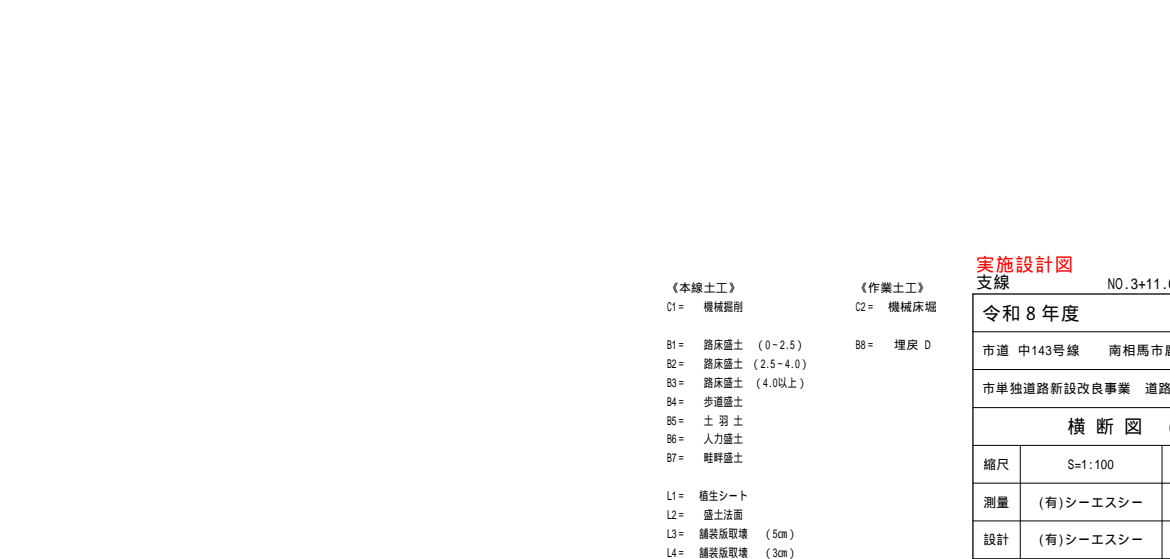 《本線土工》
C1= 機械掘削
B1= 路床盛土 (0~2.5)
B2= 路床盛土 (2.5~4.0)
B3= 路床盛土 (4.0以上)
B4= 歩道盛土
B5= 土羽土
B6= 人力盛土
B7= 畦畔盛土
L1= 植生シート
L2= 盛土法面
L3= 舗装版取壊 (5cm)
L4= 舗装版取壊 (3cm)
《作業土工》
C2= 機械床堀
B8= 埋戻 D
実施設計図
支線 NO.3+11.
令和8年度
市道 中143号線 南相馬市
市単独道路新設改良事業 道路
横断図
縮尺 S=1:100
測量 (有)シーエスシー
設計 (有)シーエスシー